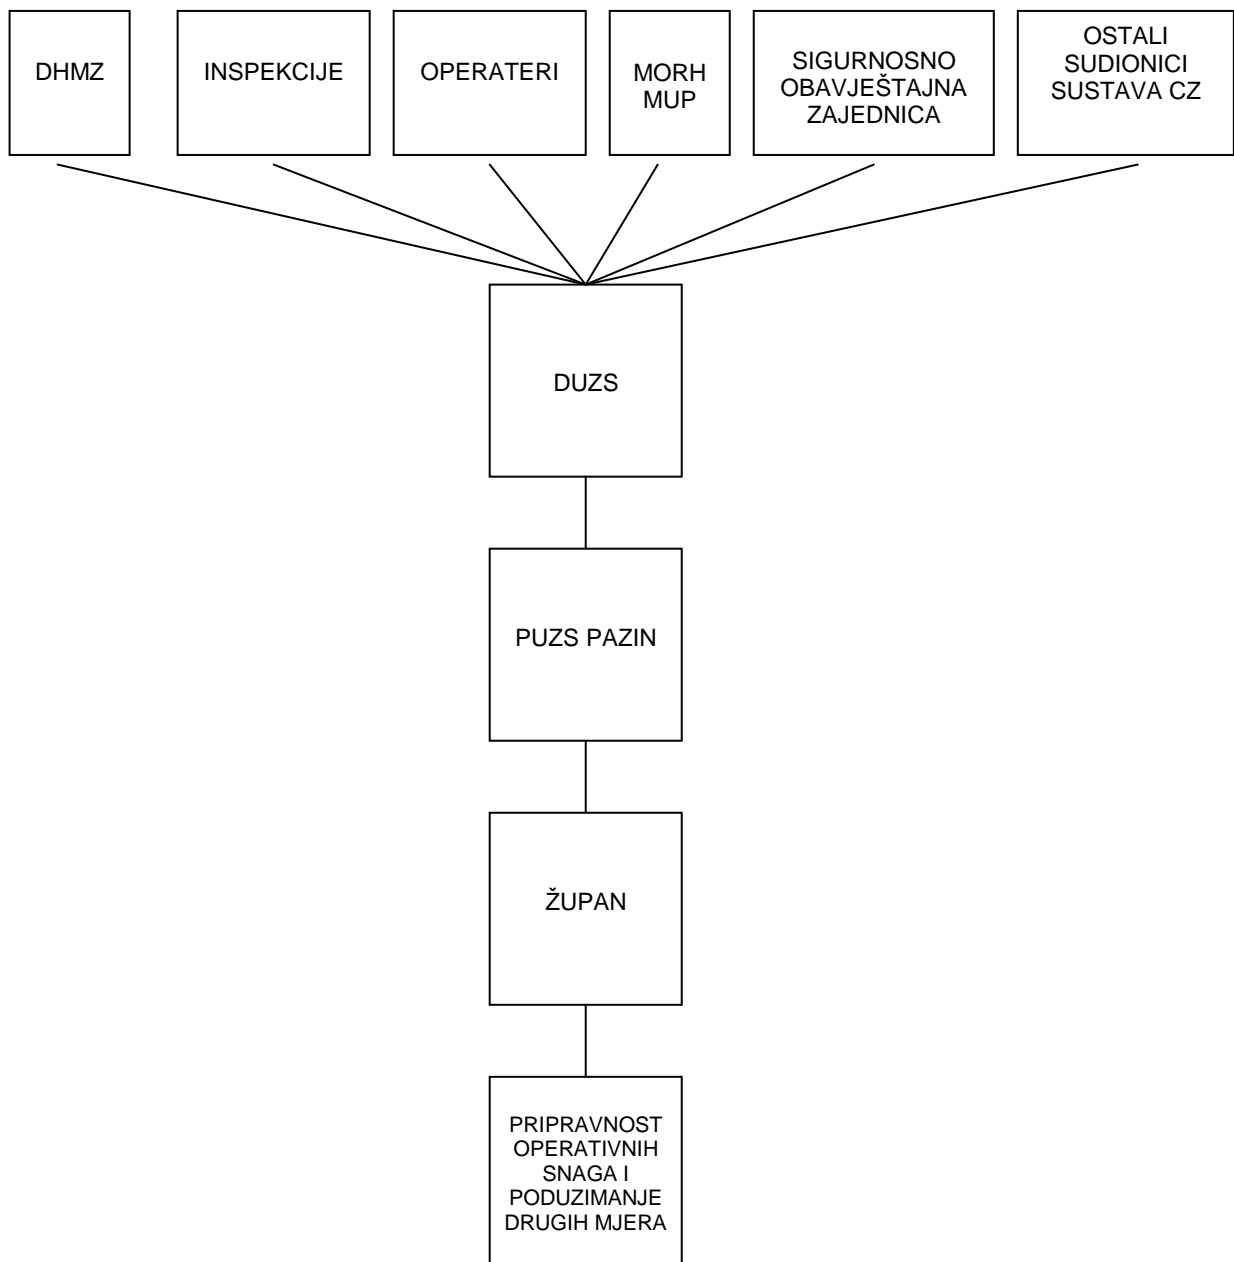 DHMZ
INSPEKCIJE
OPERATERI
MORH
MUP
SIGURNOSNO
OBAVJEŠTAJNA
ZAJEDNICA
OSTALI
SUDIONICI
SUSTAVA CZ
DUZS
PUZS PAZIN
ŽUPAN
PRIPRAVNOST
OPERATIVNIH
SNAGA I
PODUZIMANJE
DRUGIH MJERA